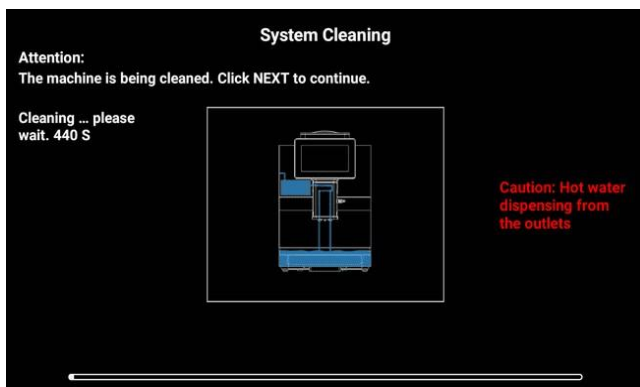 System Cleaning
Attention:
The machine is being cleaned. Click NEXT to continue.
Cleaning ... please
wait. 440 S
Caution: Hot water
dispensing from
the outlets